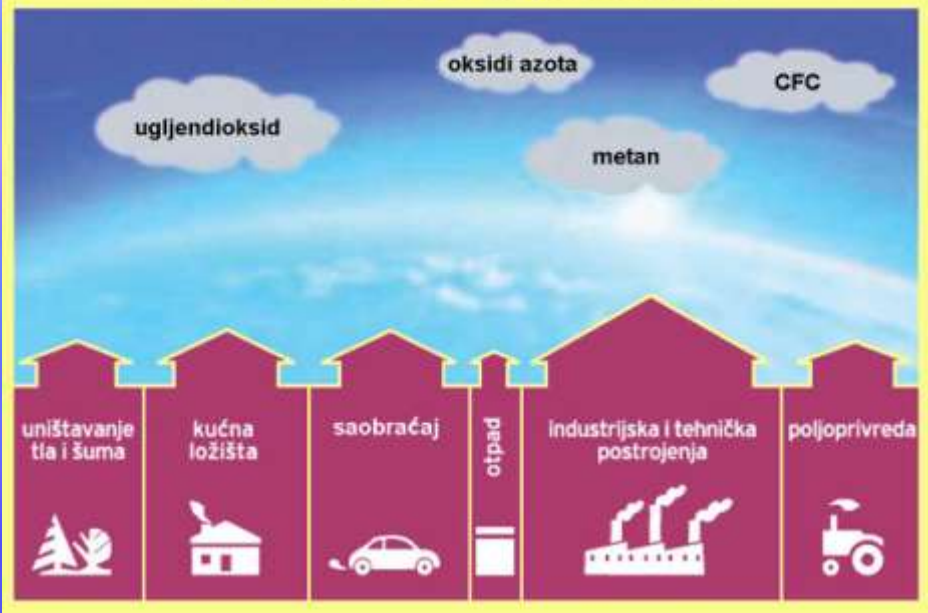 oksidi azota
CFC
ugljendioksid
metan
uništavanje
tla i šuma
kućna
ložišta
saobraćaj
otpad
industrijska i tehnička
postrojenja
poljoprivreda